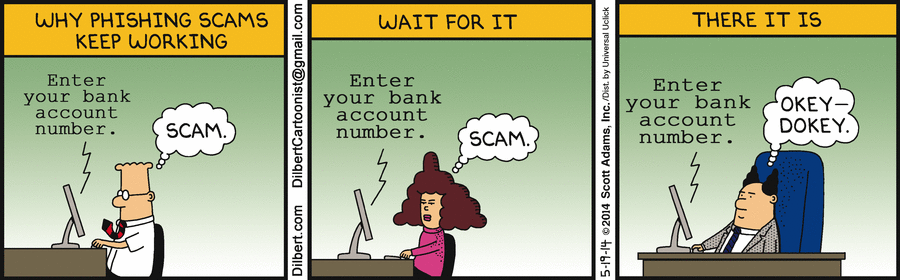 WHY PHISHING SCAMS
KEEP WORKING
Enter
your bank
account
number.
SCAM.
Dilbert.com DilbertCartoonist@gmail.com
WAIT FOR IT
Enter
your bank
account
number.
SCAM.
5-19-14 ©2014 Scott Adams, Inc./Dist. by Universal Uclick
THERE IT IS
Enter
your bank
account
number.
OKEY-
DOKEY.